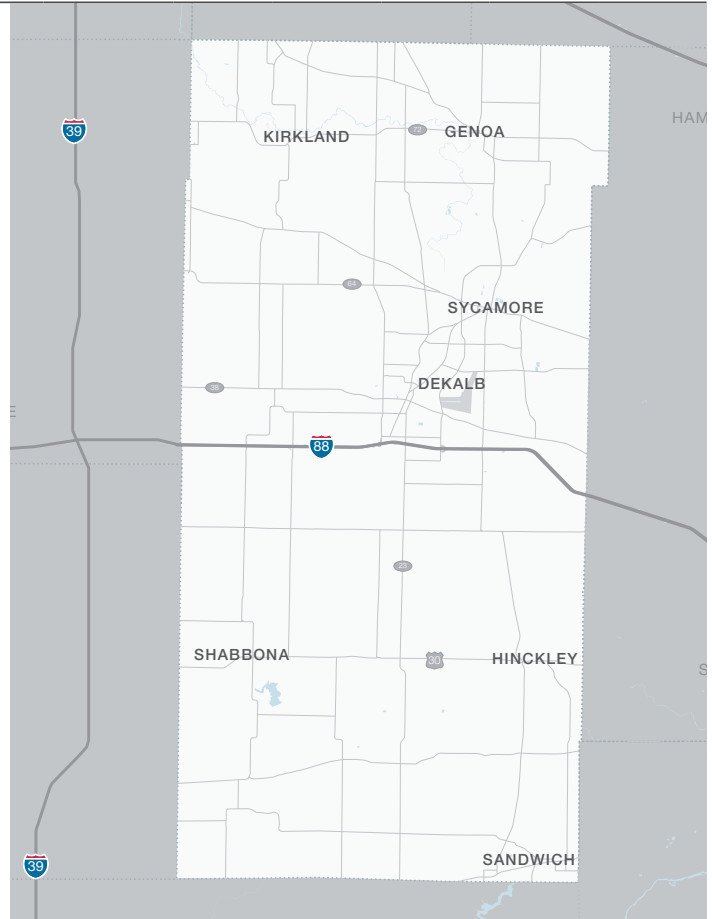 HAM
39
72
KIRKLAND
GENOA
64
SYCAMORE
DEKALB
38
E
88
23
SHABBONA
30
HINCKLEY
S
SANDWICH
39